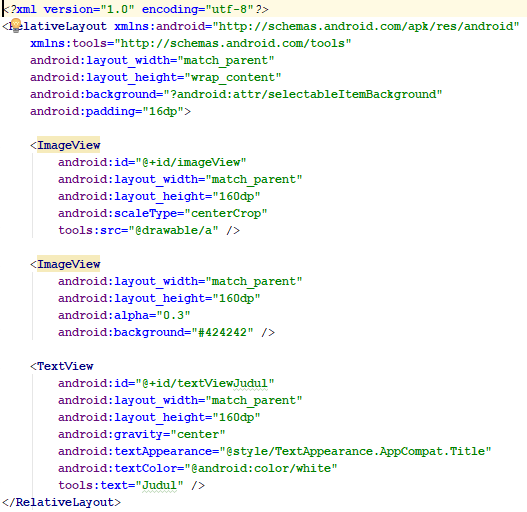 <?xml version="1.0" encoding="utf-8"?>
<RelativeLayout xmlns:android="http://schemas.android.com/apk/res/android"
    xmlns:tools="http://schemas.android.com/tools"
    android:layout_width="match_parent"
    android:layout_height="wrap_content"
    android:background="?android:attr/selectableItemBackground"
    android:padding="16dp">

    <ImageView
        android:id="@+id/imageView"
        android:layout_width="match_parent"
        android:layout_height="160dp"
        android:scaleType="centerCrop"
        tools:src="@drawable/a" />

    <ImageView
        android:layout_width="match_parent"
        android:layout_height="160dp"
        android:alpha="0.3"
        android:background="#424242" />

    <TextView
        android:id="@+id/textViewJudul"
        android:layout_width="match_parent"
        android:layout_height="160dp"
        android:gravity="center"
        android:textAppearance="@style/TextAppearance.AppCompat.Title"
        android:textColor="@android:color/white"
        tools:text="Judul" />
</RelativeLayout>